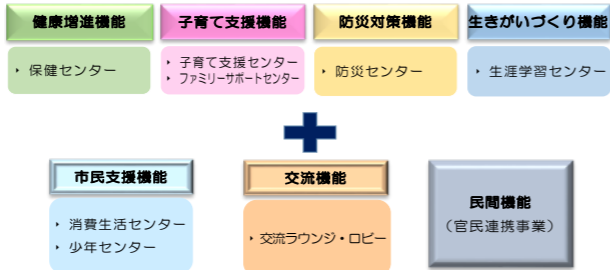 健康増進機能
・保健センター
子育て支援機能
・子育て支援センター
・ファミリーサポートセンター
防災対策機能
・防災センター
生きがいづくり機能
・生涯学習センター
市民支援機能
・消費生活センター
・少年センター
交流機能
・交流ラウンジ・ロビー
民間機能
（官民連携事業）